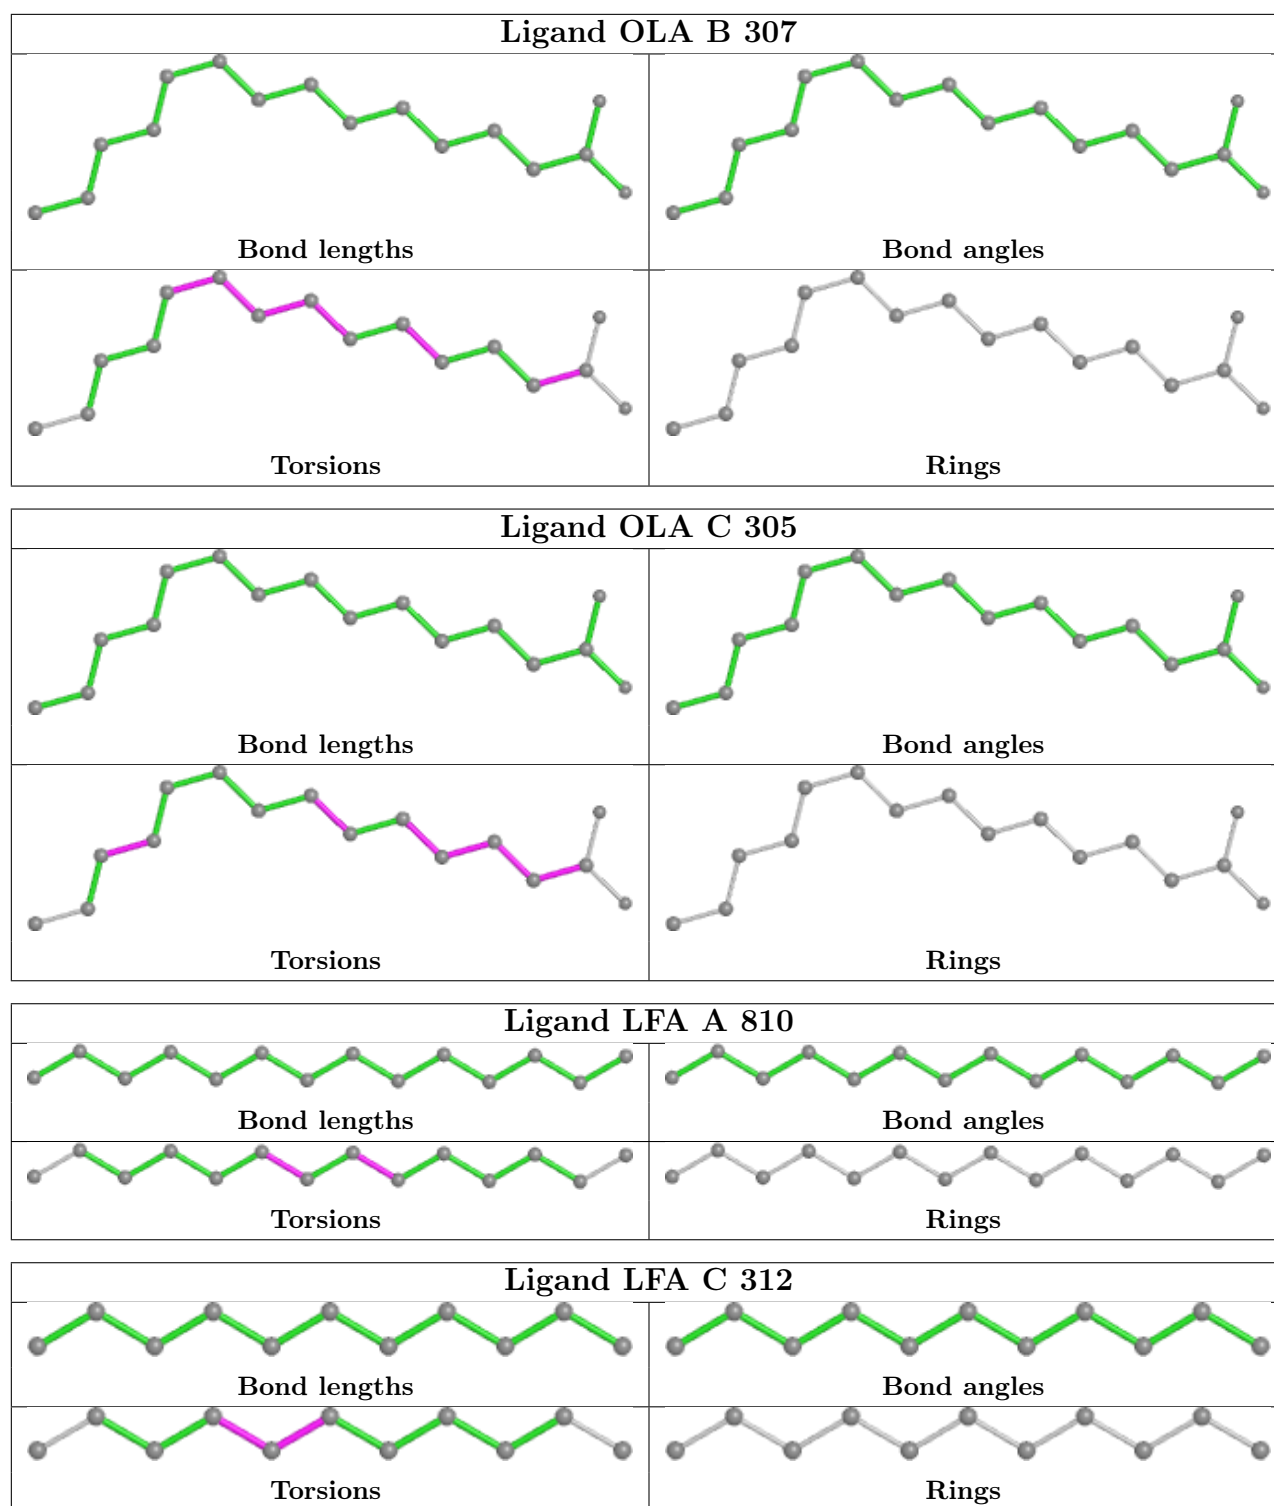 Ligand OLA B 307
Bond lengths
Bond angles
Torsions
Rings
Ligand OLA C 305
Bond lengths
Bond angles
Torsions
Rings
Ligand LFA A 810
Bond lengths
Bond angles
Torsions
Rings
Ligand LFA C 312
Bond lengths
Bond angles
Torsions
Rings